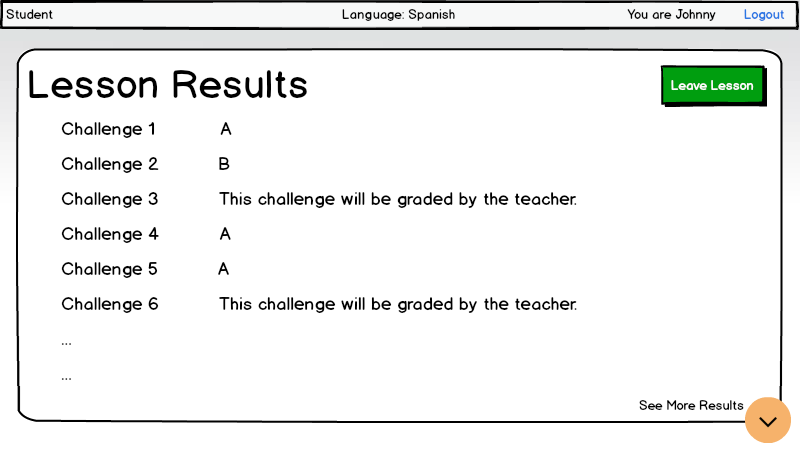 Student Language: Spanish You are Johnny Logout
Lesson Results Leave Lesson
Challenge 1 A
Challenge 2 B
Challenge 3 This challenge will be graded by the teacher.
Challenge 4 A
Challenge 5 A
Challenge 6 This challenge will be graded by the teacher.
...
...
See More Results